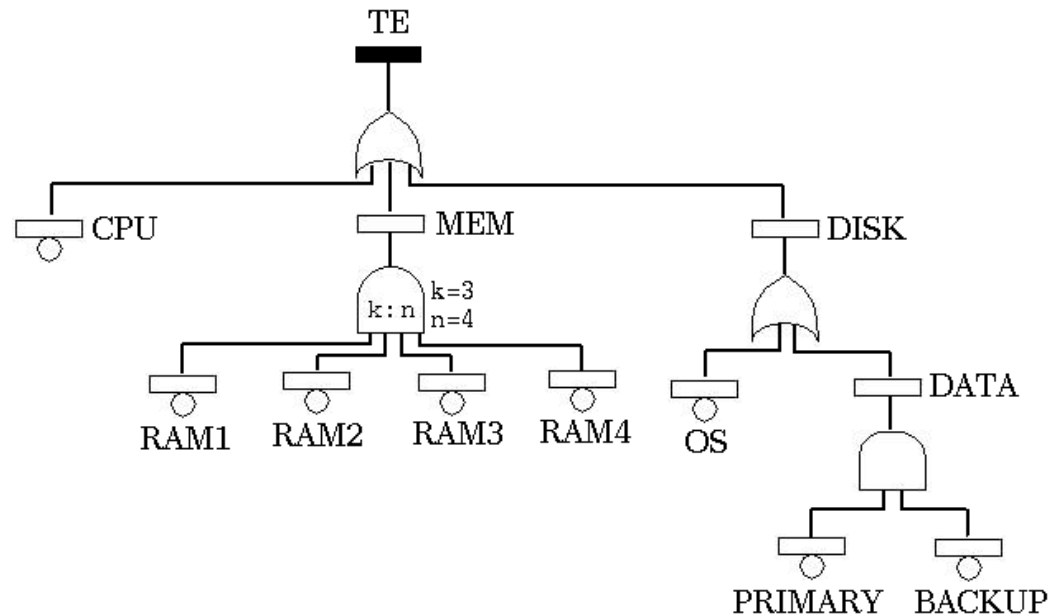 TE
CPU
MEM
DISK
k:n
k=3
n=4
RAM1
RAM2
RAM3
RAM4
OS
DATA
PRIMARY
BACKUP